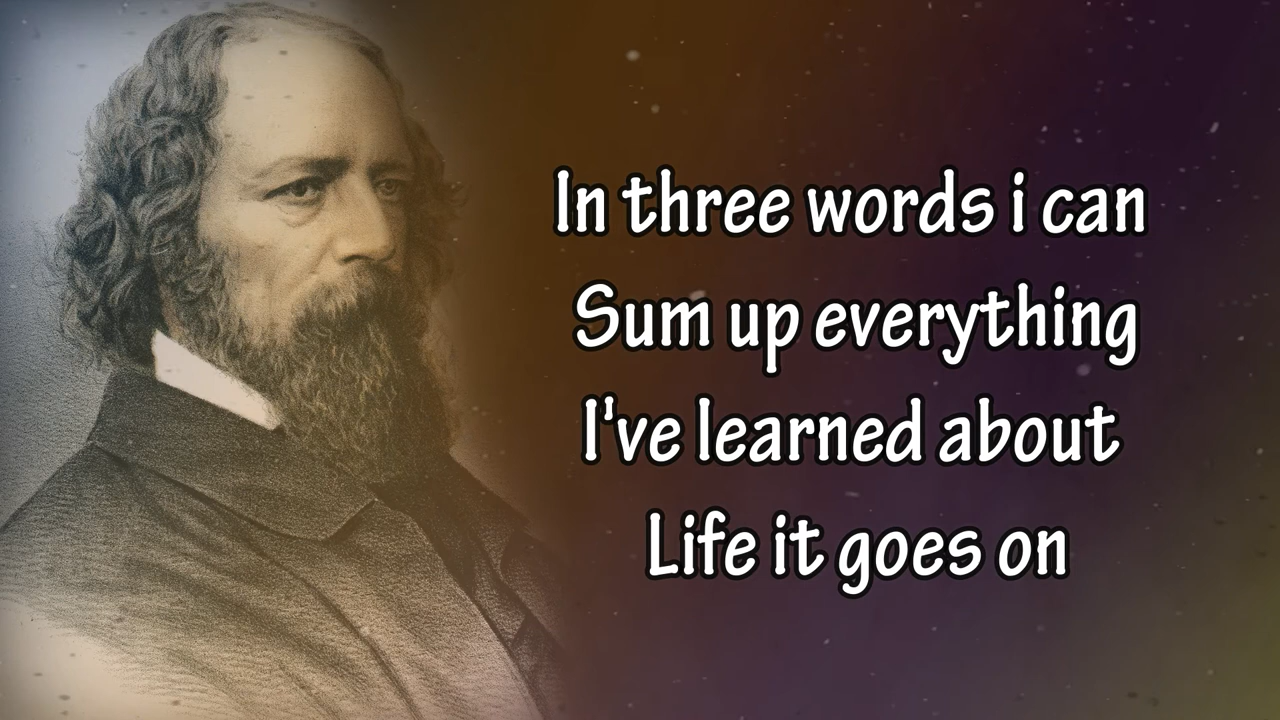 In three words i can
Sum up everything
I've learned about
Life it goes on